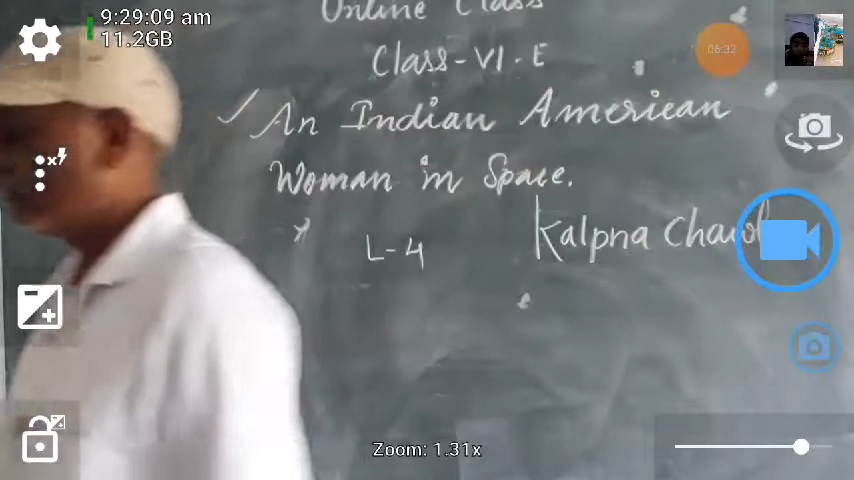 9:29:09 am
11.2GB
Online Class
06:32
Class-VI.E
An Indian American
Woman in Space.
L-4
Kalpna Chawl
x
Zoom: 1.31x